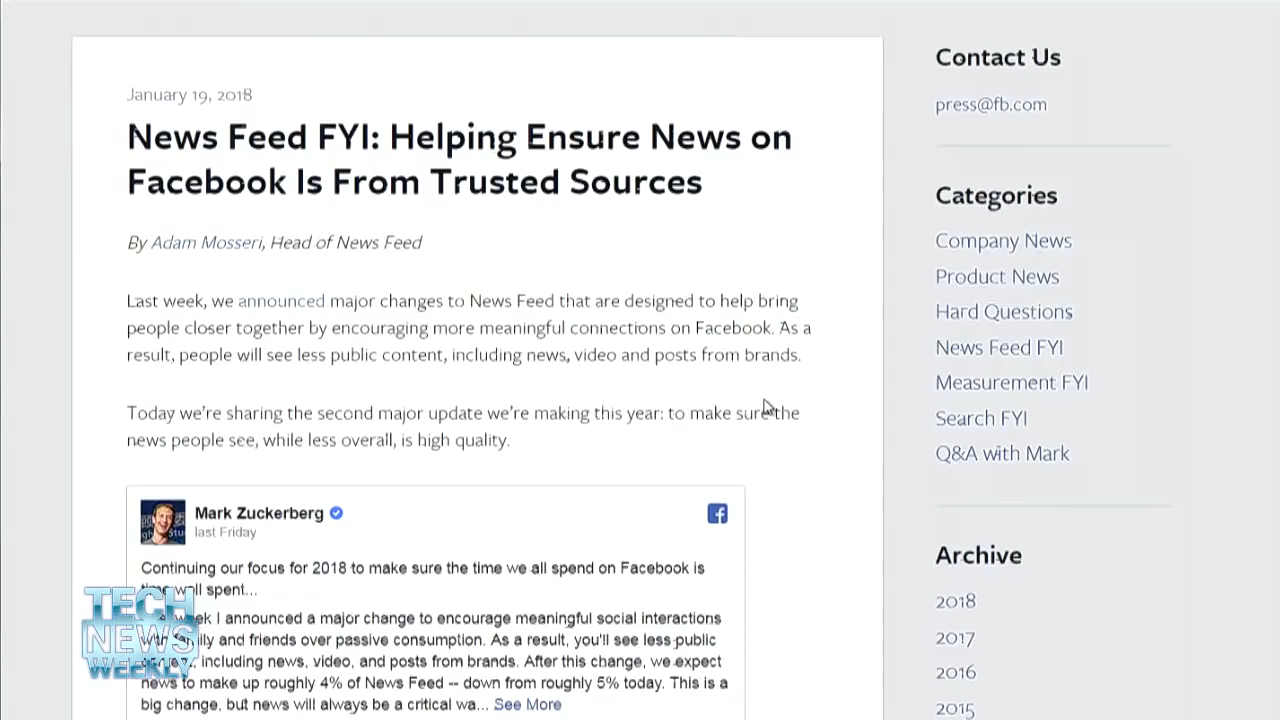 January 19, 2018
News Feed FYI: Helping Ensure News on
Facebook Is From Trusted Sources
By Adam Mosseri, Head of News Feed
Last week, we announced major changes to News Feed that are designed to help bring
people closer together by encouraging more meaningful connections on Facebook. As a
result, people will see less public content, including news, video and posts from brands.
Today we're sharing the second major update we're making this year: to make sure the
news people see, while less overall, is high quality.
Mark Zuckerberg
last Friday
Continuing our focus for 2018 to make sure the time we all spend on Facebook is
time well spent...
I announced a major change to encourage meaningful social interactions
with family and friends over passive consumption. As a result, you'll see less public
including news, video, and posts from brands. After this change, we expect
news to make up roughly 4% of News Feed -- down from roughly 5% today. This is a
big change, but news will always be a critical wa... See More
TECH
NEWS
WEEKLY
Contact Us
press@fb.com
Categories
Company News
Product News
Hard Questions
News Feed FYI
Measurement FYI
Search FYI
Q&A with Mark
Archive
2018
2017
2016
2015